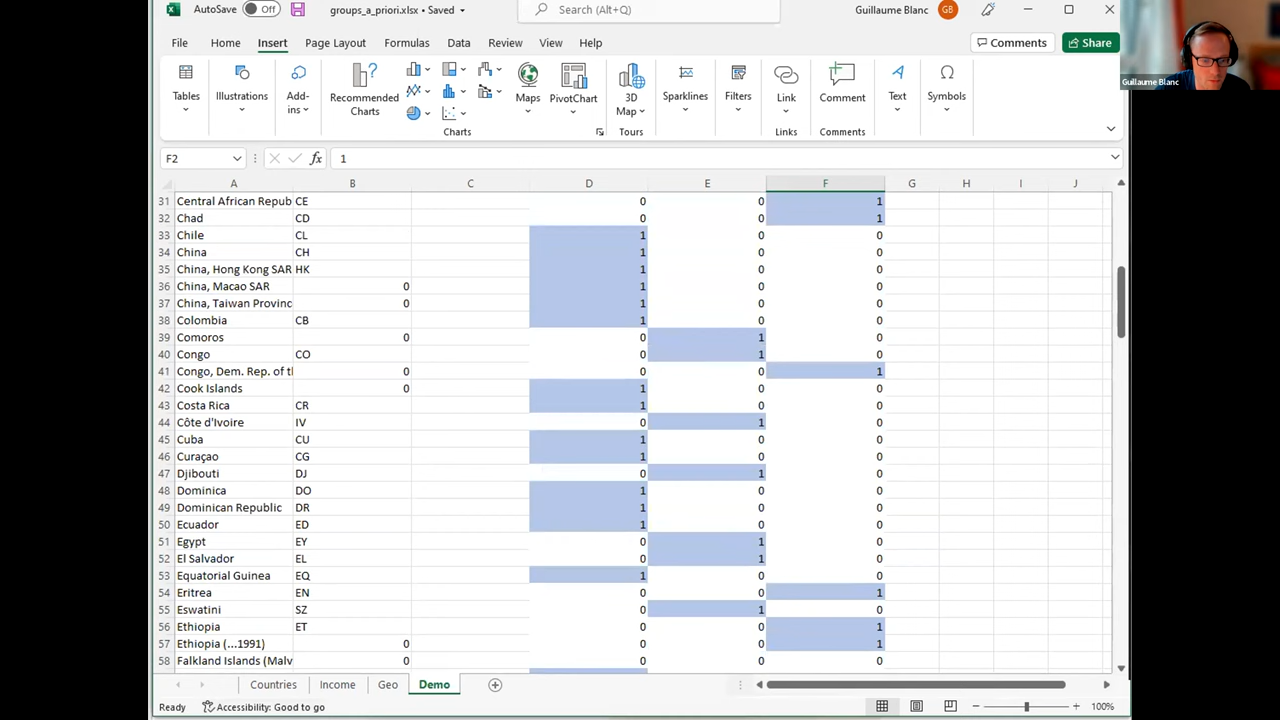 AutoSave Off groups_a_priori.xlsx • Saved Search (Alt+Q) Guillaume Blanc GB
File Home Insert Page Layout Formulas Data Review View Help Comments Share
Guillaume Blanc
Tables Illustrations Add-ins Recommended Charts Maps PivotChart 3D Map Sparklines Filters Link Comment Text Symbols
Charts Tours Links Comments
F2 fx 1
A B C D E F G H I J
31 Central African Repub CE 0 0 1
32 Chad CD 0 0 1
33 Chile CL 1 0 0
34 China CH 1 0 0
35 China, Hong Kong SAR HK 1 0 0
36 China, Macao SAR 0 1 0 0
37 China, Taiwan Provinc 0 1 0 0
38 Colombia CB 1 0 0
39 Comoros 0 0 1 0
40 Congo CO 0 1 0
41 Congo, Dem. Rep. of t 0 0 0 1
42 Cook Islands 0 1 0 0
43 Costa Rica CR 1 0 0
44 Côte d'Ivoire IV 0 1 0
45 Cuba CU 1 0 0
46 Curaçao CG 1 0 0
47 Djibouti DJ 0 1 0
48 Dominica DO 1 0 0
49 Dominican Republic DR 1 0 0
50 Ecuador ED 1 0 0
51 Egypt EY 0 1 0
52 El Salvador EL 0 1 0
53 Equatorial Guinea EQ 1 0 0
54 Eritrea EN 0 0 1
55 Eswatini SZ 0 1 0
56 Ethiopia ET 0 0 1
57 Ethiopia (...1991) 0 0 0 1
58 Falkland Islands (Malv 0 0 0 0
Countries Income Geo Demo
Ready Accessibility: Good to go 100%